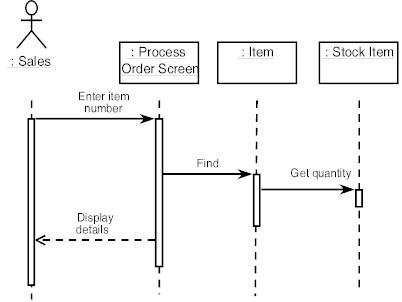 : Sales
: Process
Order Screen
: Item
: Stock Item
Enter item
number
Find
Get quantity
Display
details